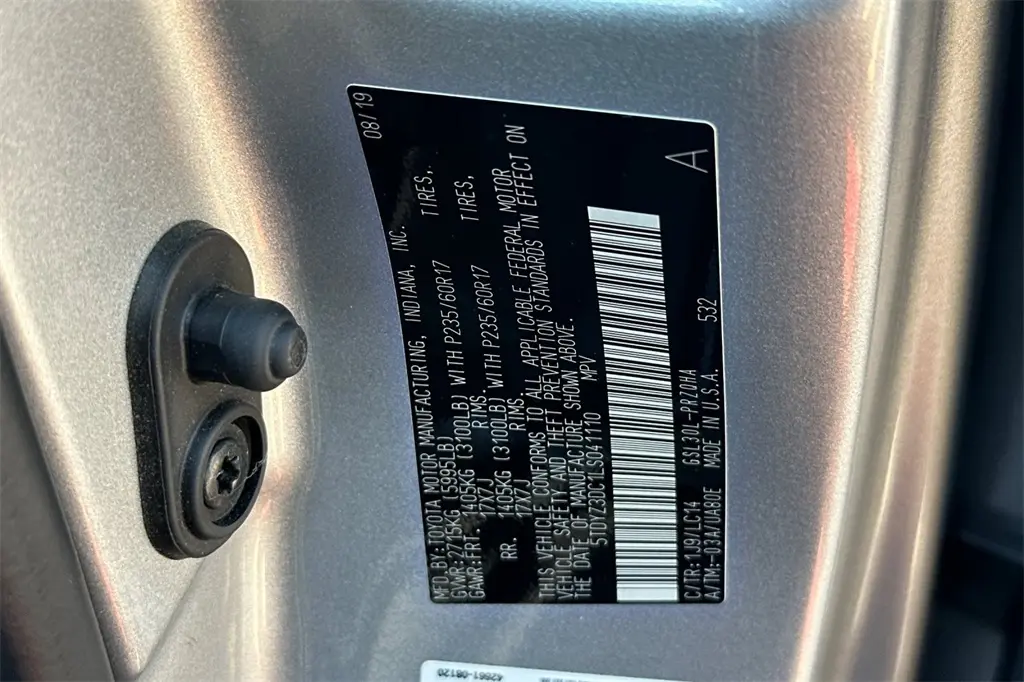 MFD.BY:TOYOTA MOTOR MANUFACTURING, INDIANA, INC. 08/19
GVWR:2715KG (5995LB)
GAWR:FRT. 1405KG (3100LB) WITH P235/60R17 TIRES,
17X7J RIMS,
RR. 1405KG (3100LB) WITH P235/60R17 TIRES,
17X7J RIMS.
THIS VEHICLE CONFORMS TO ALL APPLICABLE FEDERAL MOTOR
VEHICLE SAFETY AND THEFT PREVENTION STANDARDS IN EFFECT ON
THE DATE OF MANUFACTURE SHOWN ABOVE.
5TDYZ3DC1LS041110 MPV
A
C/TR:1J9/LC14 GSL30L-PRZDHA
A/TM:-03A/UA80E MADE IN U.S.A. 532
42661-08120